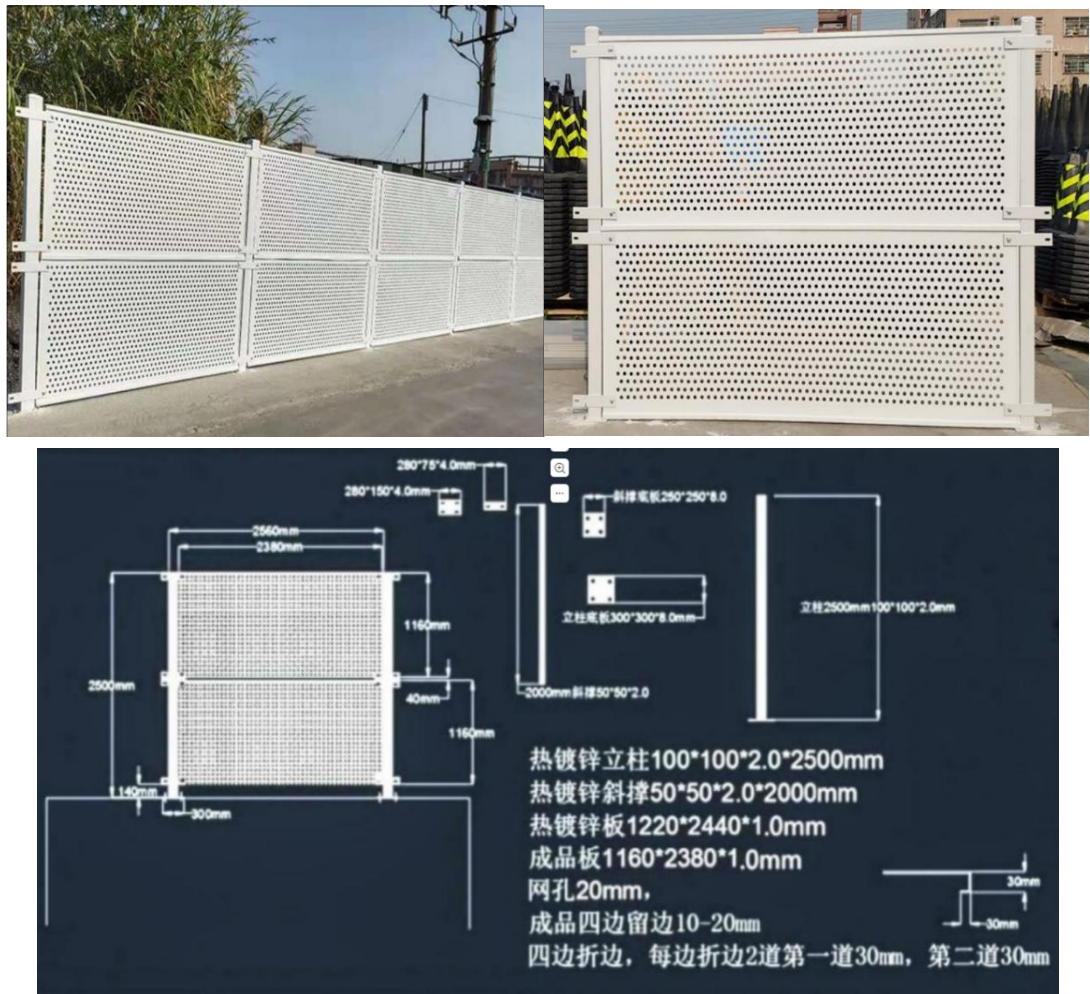 280*75*4.0mm
280*150*4.0mm
斜撑底板250*250*8.0
2560mm
2380mm
立柱2500mm100*100*2.0mm
立柱底板300*300*8.0mm
1160mm
2500mm
2000mm斜撑50*50*2.0
40mm
1160mm
140mm
300mm
热镀锌立柱100*100*2.0*2500mm
热镀锌斜撑50*50*2.0*2000mm
热镀锌板1220*2440*1.0mm
成品板1160*2380*1.0mm
网孔20mm，
成品四边留边10-20mm
四边折边，每边折边2道第一道30mm，第二道30mm
30mm
30mm